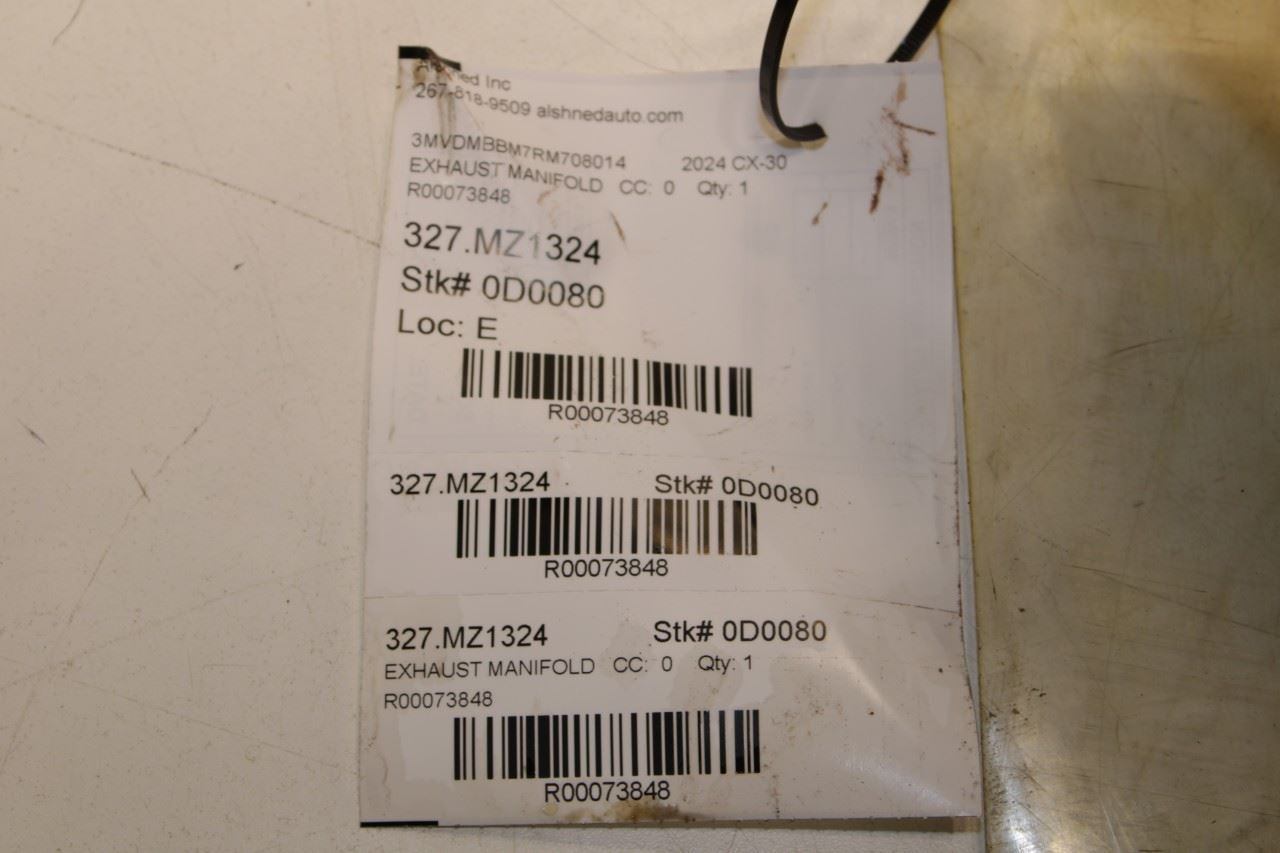 Inc
267-818-9509 alshnedauto.com
3MVDMBBM7RM708014 2024 CX-30
EXHAUST MANIFOLD CC: 0 Qty: 1
R00073848
327.MZ1324
Stk# 0D0080
Loc: E
R00073848
327.MZ1324 Stk# 0D0080
R00073848
327.MZ1324 Stk# 0D0080
EXHAUST MANIFOLD CC: 0 Qty: 1
R00073848
R00073848